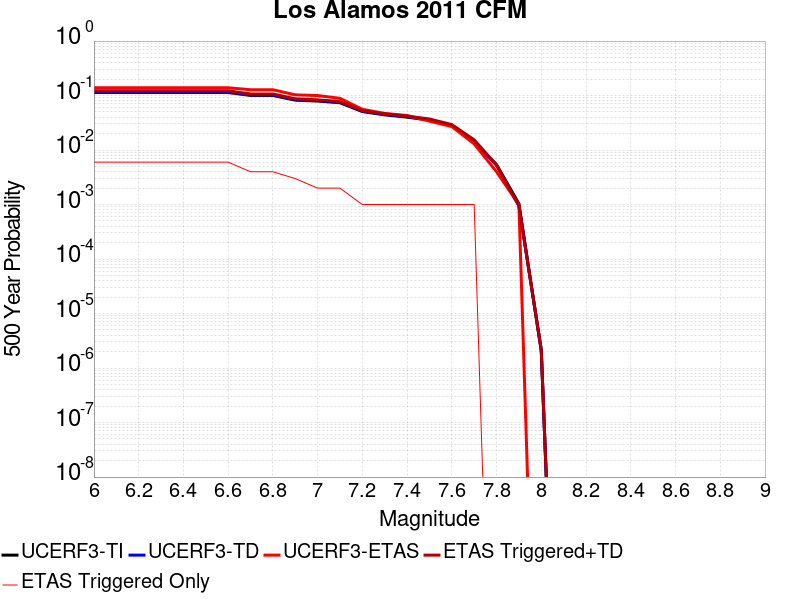 Los Alamos 2011 CFM
10^0
10^-1
10^-2
10^-3
10^-4
10^-5
10^-6
10^-7
10^-8
500 Year Probability
6 6.2 6.4 6.6 6.8 7 7.2 7.4 7.6 7.8 8 8.2 8.4 8.6 8.8 9
Magnitude
UCERF3-TI UCERF3-TD UCERF3-ETAS ETAS Triggered+TD
ETAS Triggered Only